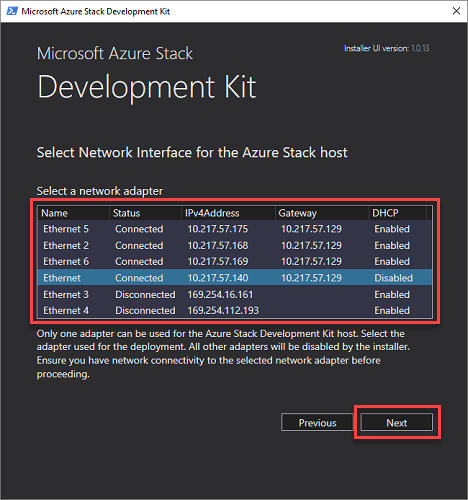 Microsoft Azure Stack Development Kit
Microsoft Azure Stack
Installer UI version: 1.0.13
Development Kit
Select Network Interface for the Azure Stack host
Select a network adapter
Name Status IPv4Address Gateway DHCP
Ethernet 5 Connected 10.217.57.175 10.217.57.129 Enabled
Ethernet 2 Connected 10.217.57.168 10.217.57.129 Enabled
Ethernet 6 Connected 10.217.57.169 10.217.57.129 Enabled
Ethernet Connected 10.217.57.140 10.217.57.129 Disabled
Ethernet 3 Disconnected 169.254.16.161 Enabled
Ethernet 4 Disconnected 169.254.112.193 Enabled
Only one adapter can be used for the Azure Stack Development Kit host. Select the
adapter used for the deployment. All other adapters will be disabled by the installer.
Ensure you have network connectivity to the selected network adapter before
proceeding.
Previous Next